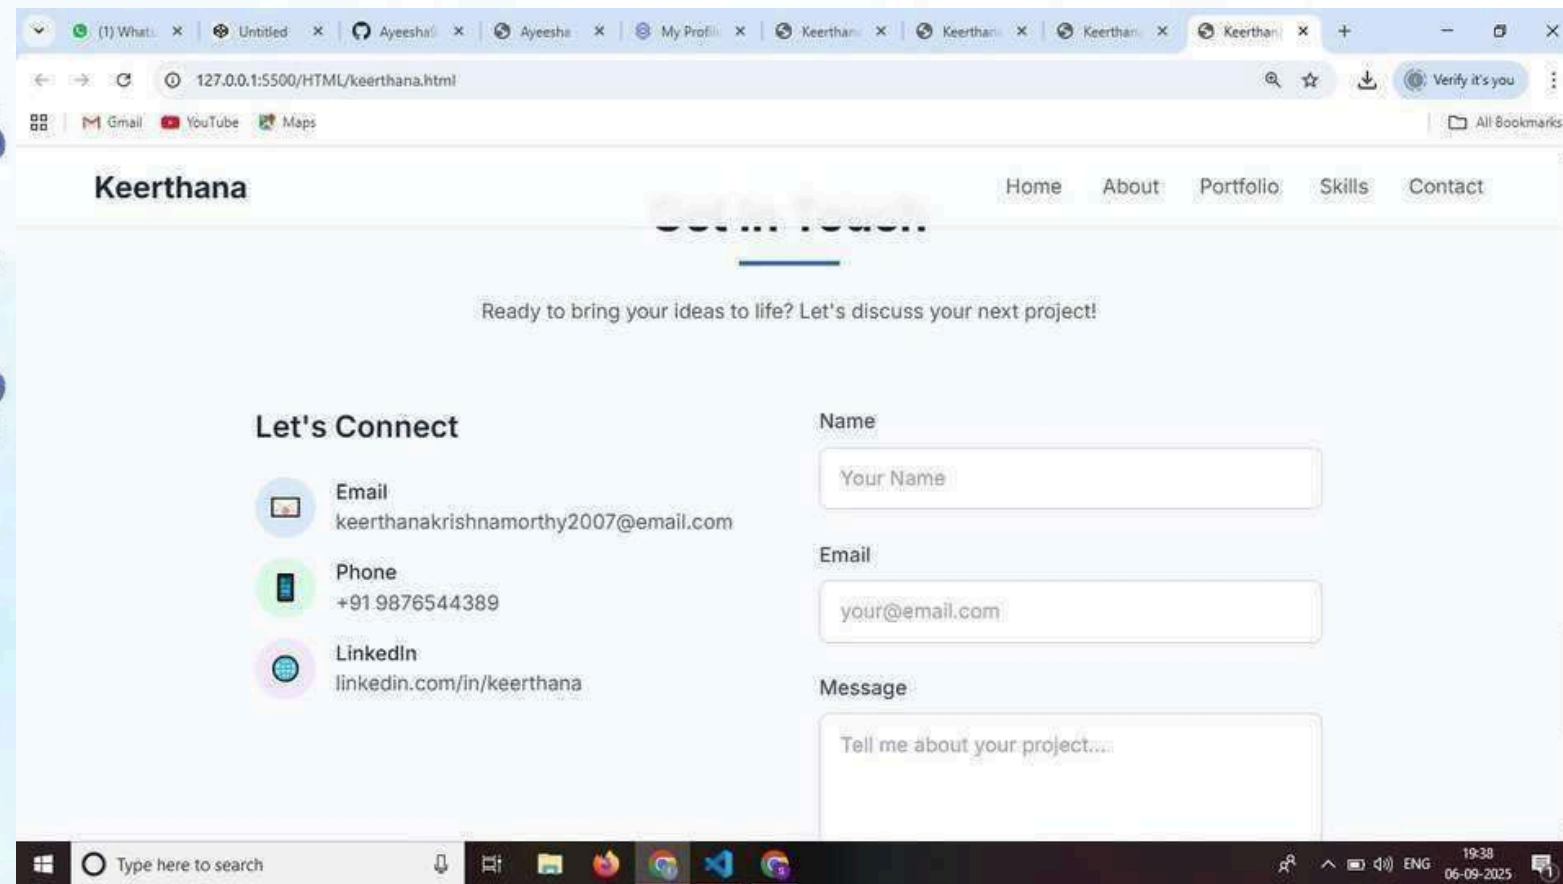 (1) What
Untitled
Ayeesha
Ayeesha
My Profil
Keerthan
Keerthan
Keerthan
Keerthan
127.0.0.1:5500/HTML/keerthana.html
Verify it's you
Gmail
YouTube
Maps
All Bookmarks
Keerthana
Home
About
Portfolio
Skills
Contact
Get In Touch
Ready to bring your ideas to life? Let's discuss your next project!
Let's Connect
Email
keerthanakrishnamorthy2007@email.com
Phone
+91 9876544389
LinkedIn
linkedin.com/in/keerthana
Name
Your Name
Email
your@email.com
Message
Tell me about your project...
Type here to search
ENG
19:38
06-09-2025
1